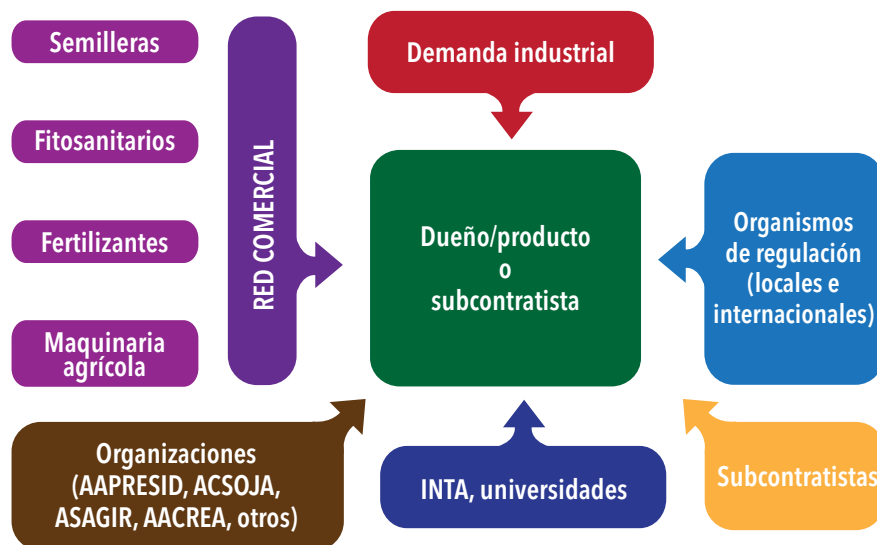 Semilleras
Fitosanitarios
Fertilizantes
Maquinaria
agrícola
RED COMERCIAL
Demanda industrial
Dueño/producto
o
subcontratista
Organismos
de regulación
(locales e
internacionales)
Organizaciones
(AAPRESID, ACSOJA,
ASAGIR, AACREA, otros)
INTA, universidades
Subcontratistas